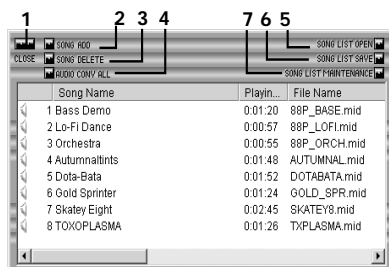 1 2 3 4 7 6 5
SONG ADD SONG LIST OPEN
CLOSE SONG DELETE SONG LIST SAVE
AUDIO CONV ALL SONG LIST MAINTENANCE
Song Name Playin... File Name
1 Bass Demo 0:01:20 88P_BASE.mid
2 Lo-Fi Dance 0:00:57 88P_LOFI.mid
3 Orchestra 0:00:55 88P_ORCH.mid
4 Autumnaltints 0:01:48 AUTUMNAL.mid
5 Dota-Bata 0:01:52 DOTABATA.mid
6 Gold Sprinter 0:01:24 GOLD_SPR.mid
7 Skatey Eight 0:02:45 SKATEY8.mid
8 TOXOPLASMA 0:01:26 TXPLASMA.mid